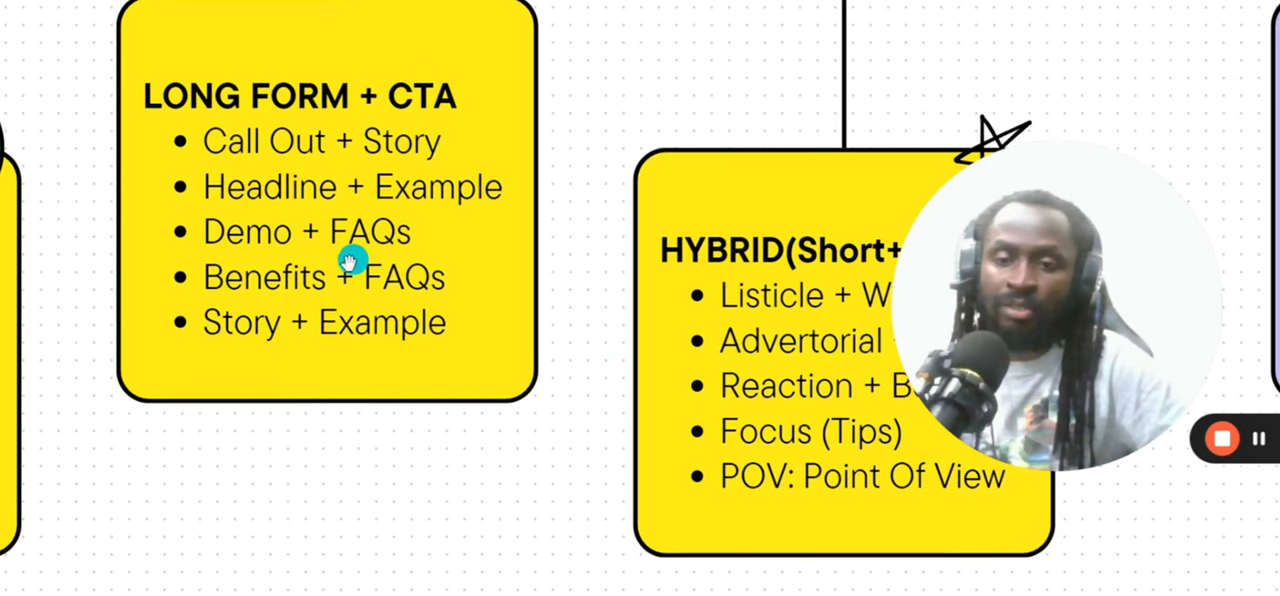 LONG FORM + CTA
• Call Out + Story
• Headline + Example
• Demo + FAQs
• Benefits + FAQs
• Story + Example
HYBRID(Short+
• Listicle + W
• Advertorial
• Reaction + B
• Focus (Tips)
• POV: Point Of View